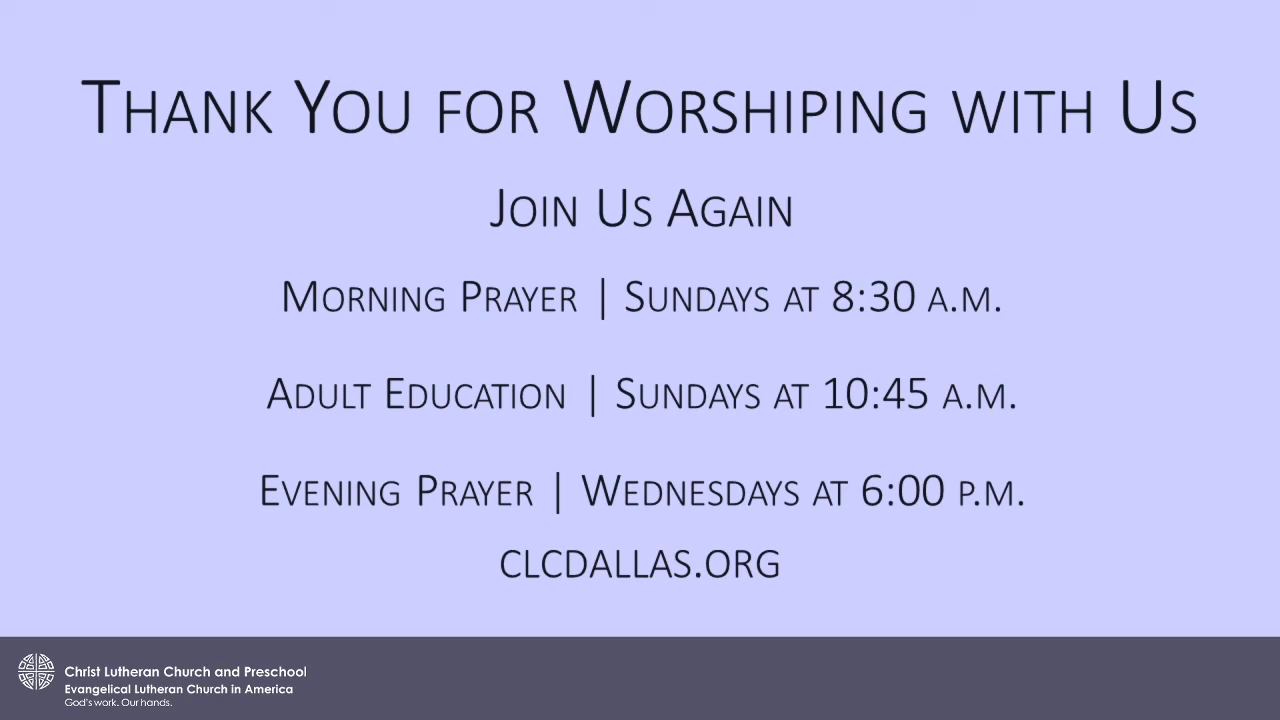 Thank You for Worshiping with Us
Join Us Again
Morning Prayer | Sundays at 8:30 a.m.
Adult Education | Sundays at 10:45 a.m.
Evening Prayer | Wednesdays at 6:00 p.m.
CLCDALLAS.ORG
Christ Lutheran Church and Preschool
Evangelical Lutheran Church in America
God's work. Our hands.